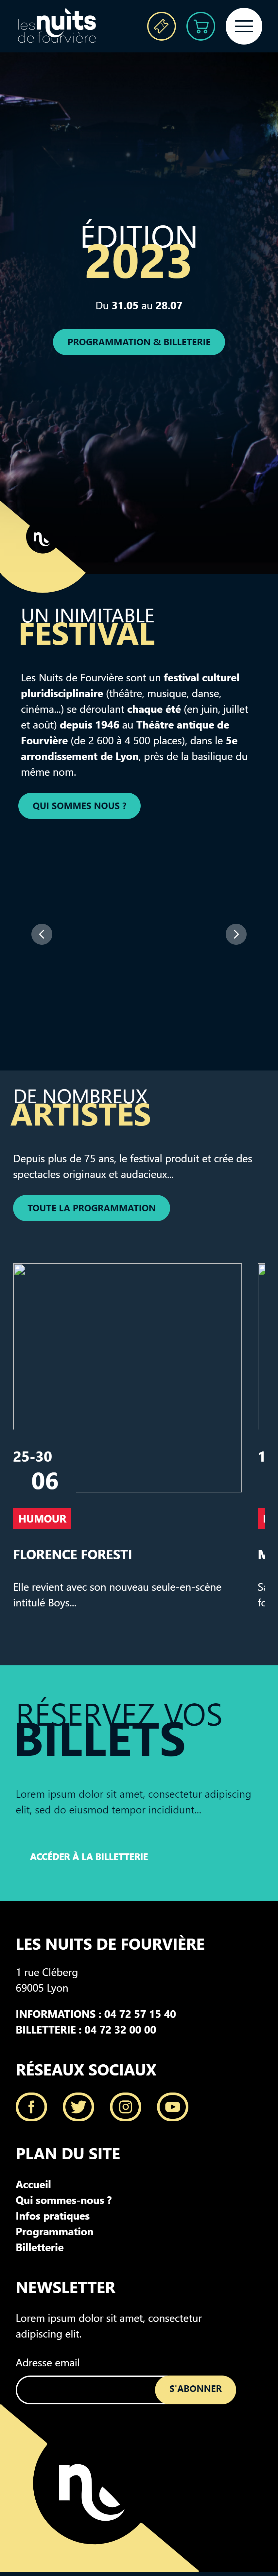 les nuits
de fourvière
ÉDITION
2023
Du 31.05 au 28.07
PROGRAMMATION & BILLETERIE
UN INIMITABLE
FESTIVAL
Les Nuits de Fourvière sont un festival culturel
pluridisciplinaire (théâtre, musique, danse,
cinéma...) se déroulant chaque été (en juin, juillet
et août) depuis 1946 au Théâtre antique de
Fourvière (de 2 600 à 4 500 places), dans le 5e
arrondissement de Lyon, près de la basilique du
même nom.
QUI SOMMES NOUS ?
DE NOMBREUX
ARTISTES
Depuis plus de 75 ans, le festival produit et crée des
spectacles originaux et audacieux...
TOUTE LA PROGRAMMATION
25-30
06
HUMOUR
FLORENCE FORESTI
Elle revient avec son nouveau seule-en-scène
intitulé Boys...
RÉSERVEZ VOS
BILLETS
Lorem ipsum dolor sit amet, consectetur adipiscing
elit, sed do eiusmod tempor incididunt...
ACCÉDER À LA BILLETTERIE
LES NUITS DE FOURVIÈRE
1 rue Cléberg
69005 Lyon
INFORMATIONS : 04 72 57 15 40
BILLETTERIE : 04 72 32 00 00
RÉSEAUX SOCIAUX
PLAN DU SITE
Accueil
Qui sommes-nous ?
Infos pratiques
Programmation
Billetterie
NEWSLETTER
Lorem ipsum dolor sit amet, consectetur
adipiscing elit.
Adresse email
S'ABONNER